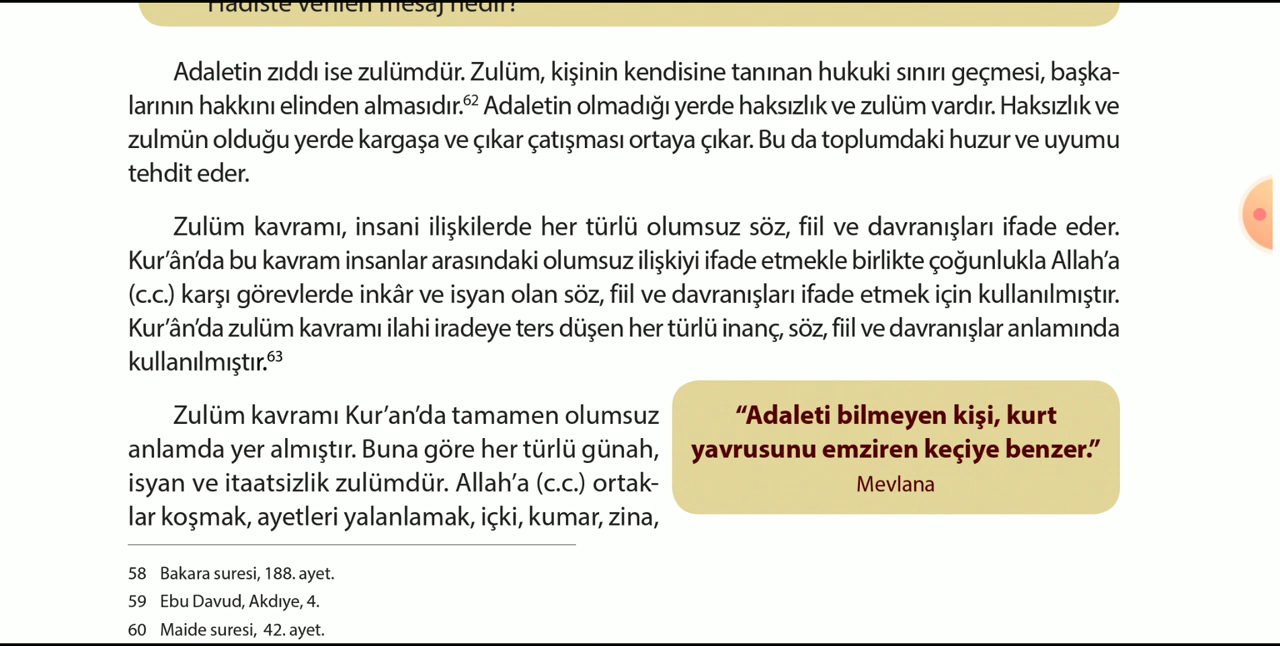 Hadiste verilen mesaj nedir?
Adaletin zıddı ise zulümdür. Zulüm, kişinin kendisine tanınan hukuki sınırı geçmesi, başka-
larının hakkını elinden almasıdır.62 Adaletin olmadığı yerde haksızlık ve zulüm vardır. Haksızlık ve
zulmün olduğu yerde kargaşa ve çıkar çatışması ortaya çıkar. Bu da toplumdaki huzur ve uyumu
tehdit eder.
Zulüm kavramı, insani ilişkilerde her türlü olumsuz söz, fiil ve davranışları ifade eder.
Kur’ân’da bu kavram insanlar arasındaki olumsuz ilişkiyi ifade etmekle birlikte çoğunlukla Allah’a
(c.c.) karşı görevlerde inkâr ve isyan olan söz, fiil ve davranışları ifade etmek için kullanılmıştır.
Kur’ân’da zulüm kavramı ilahi iradeye ters düşen her türlü inanç, söz, fiil ve davranışlar anlamında
kullanılmıştır.63
Zulüm kavramı Kur’an’da tamamen olumsuz
anlamda yer almıştır. Buna göre her türlü günah,
isyan ve itaatsizlik zulümdür. Allah’a (c.c.) ortak-
lar koşmak, ayetleri yalanlamak, içki, kumar, zina,
“Adaleti bilmeyen kişi, kurt
yavrusunu emziren keçiye benzer.”
Mevlana
58 Bakara suresi, 188. ayet.
59 Ebu Davud, Akdıye, 4.
60 Maide suresi, 42. ayet.